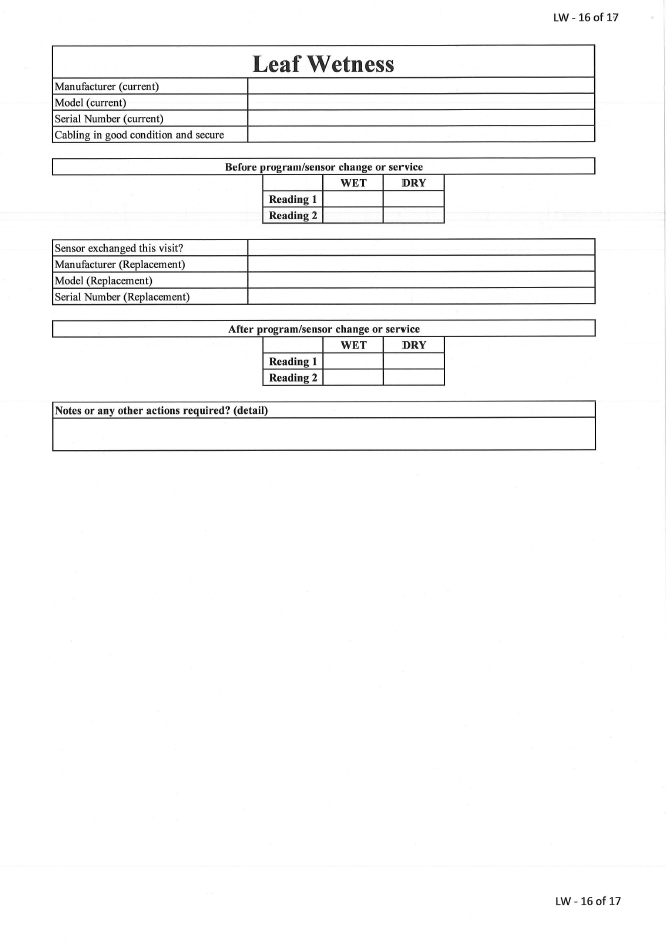 LW - 16 of 17
Leaf Wetness
Manufacturer (current)
Model (current)
Serial Number (current)
Cabling in good condition and secure
Before program/sensor change or service
WET DRY
Reading 1
Reading 2
Sensor exchanged this visit?
Manufacturer (Replacement)
Model (Replacement)
Serial Number (Replacement)
After program/sensor change or service
WET DRY
Reading 1
Reading 2
Notes or any other actions required? (detail)
LW - 16 of 17